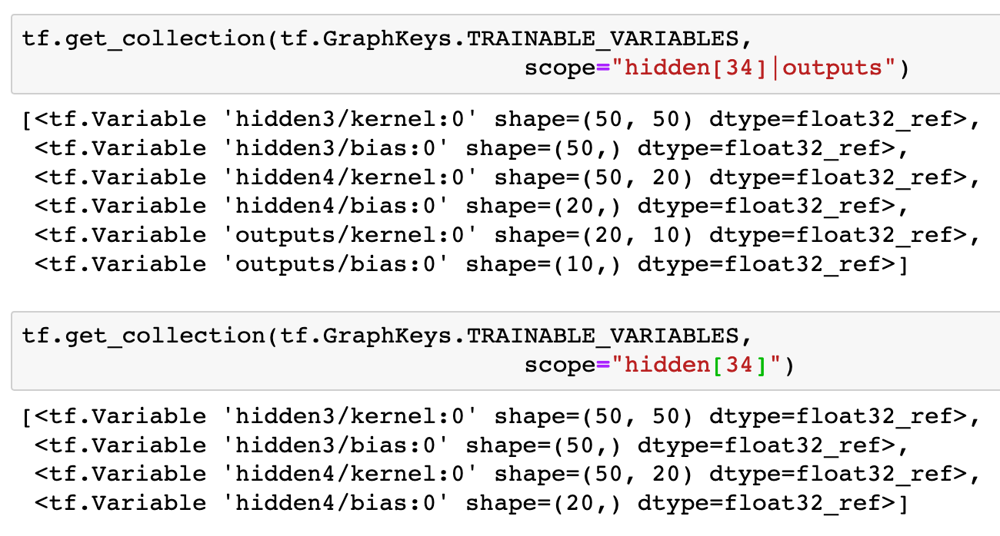 tf.get_collection(tf.GraphKeys.TRAINABLE_VARIABLES,
scope="hidden[34]|outputs")
[<tf.Variable 'hidden3/kernel:0' shape=(50, 50) dtype=float32_ref>,
<tf.Variable 'hidden3/bias:0' shape=(50,) dtype=float32_ref>,
<tf.Variable 'hidden4/kernel:0' shape=(50, 20) dtype=float32_ref>,
<tf.Variable 'hidden4/bias:0' shape=(20,) dtype=float32_ref>,
<tf.Variable 'outputs/kernel:0' shape=(20, 10) dtype=float32_ref>,
<tf.Variable 'outputs/bias:0' shape=(10,) dtype=float32_ref>]
tf.get_collection(tf.GraphKeys.TRAINABLE_VARIABLES,
scope="hidden[34]")
[<tf.Variable 'hidden3/kernel:0' shape=(50, 50) dtype=float32_ref>,
<tf.Variable 'hidden3/bias:0' shape=(50,) dtype=float32_ref>,
<tf.Variable 'hidden4/kernel:0' shape=(50, 20) dtype=float32_ref>,
<tf.Variable 'hidden4/bias:0' shape=(20,) dtype=float32_ref>]